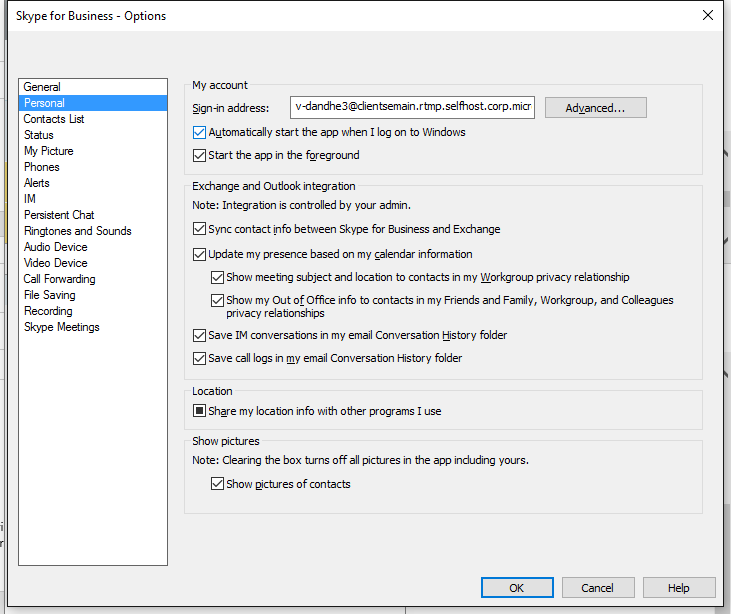 Skype for Business - Options
General
Personal
Contacts List
Status
My Picture
Phones
Alerts
IM
Persistent Chat
Ringtones and Sounds
Audio Device
Video Device
Call Forwarding
File Saving
Recording
Skype Meetings
My account
Sign-in address:
v-dandhe3@clientsemain.rtmp.selfhost.corp.micr
Advanced...
Automatically start the app when I log on to Windows
Start the app in the foreground
Exchange and Outlook integration
Note: Integration is controlled by your admin.
Sync contact info between Skype for Business and Exchange
Update my presence based on my calendar information
Show meeting subject and location to contacts in my Workgroup privacy relationship
Show my Out of Office info to contacts in my Friends and Family, Workgroup, and Colleagues
privacy relationships
Save IM conversations in my email Conversation History folder
Save call logs in my email Conversation History folder
Location
Share my location info with other programs I use
Show pictures
Note: Clearing the box turns off all pictures in the app including yours.
Show pictures of contacts
OK
Cancel
Help